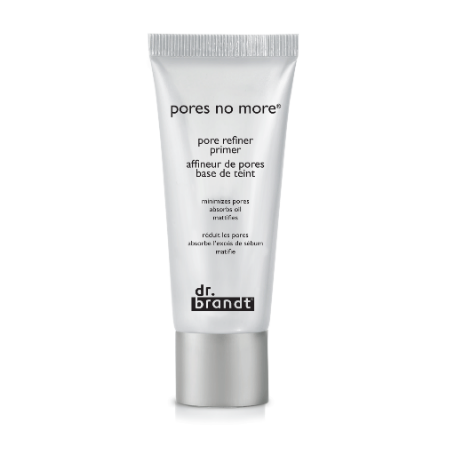 pores no more®
pore refiner
primer
affineur de pores
base de teint
minimizes pores
absorbs oil
mattifies
réduit les pores
absorbe l'excès de sébum
matifie
dr.
brandt